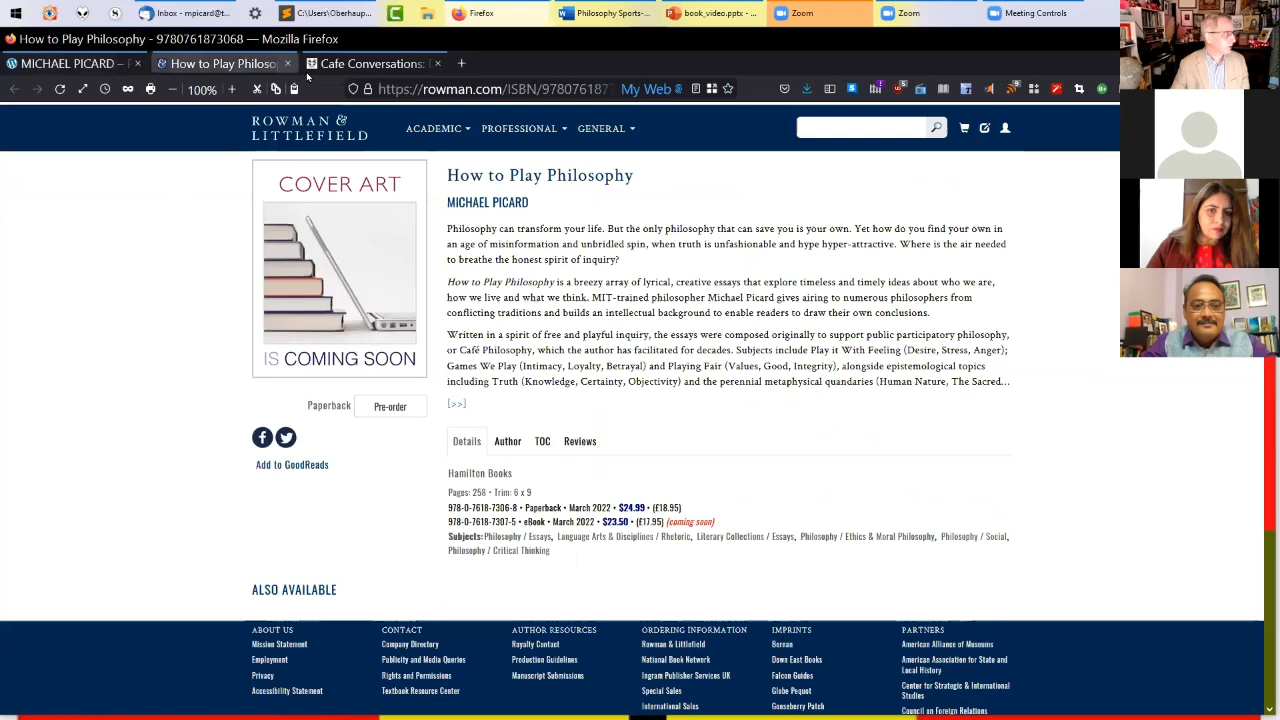 Calendar - April 2...
book_video.pptx - ...
Zoom
Zoom
Meeting Controls
How to Play Philosophy - 9780761873068 — Mozilla Firefox
MICHAEL PICARD –
How to Play Philoso
Cafe Conversations:
100%
https://rowman.com/ISBN/978076187
My Web
ROWMAN &
LITTLEFIELD
ACADEMIC
PROFESSIONAL
GENERAL
COVER ART
IS COMING SOON
Paperback
Pre-order
Add to GoodReads
How to Play Philosophy
MICHAEL PICARD
Philosophy can transform your life. But the only philosophy that can save you is your own. Yet how do you find your own in
an age of misinformation and unbridled spin, when truth is unfashionable and hype hyper-attractive. Where is the air needed
to breathe the honest spirit of inquiry?
How to Play Philosophy is a breezy array of lyrical, creative essays that explore timeless and timely ideas about who we are,
how we live and what we think. MIT-trained philosopher Michael Picard gives airing to numerous philosophers from
conflicting traditions and builds an intellectual background to enable readers to draw their own conclusions.
Written in a spirit of free and playful inquiry, the essays were composed originally to support public participatory philosophy,
or Café Philosophy, which the author has facilitated for decades. Subjects include Play it With Feeling (Desire, Stress, Anger);
Games We Play (Intimacy, Loyalty, Betrayal) and Playing Fair (Values, Good, Integrity), alongside epistemological topics
including Truth (Knowledge, Certainty, Objectivity) and the perennial metaphysical quandaries (Human Nature, The Sacred...
[>>]
Details Author TOC Reviews
Hamilton Books
Pages: 258 • Trim: 6 x 9
978-0-7618-7306-8 • Paperback • March 2022 • $24.99 • (£18.95)
978-0-7618-7307-5 • eBook • March 2022 • $23.50 • (£17.95) (coming soon)
Subjects: Philosophy / Essays, Language Arts & Disciplines / Rhetoric, Literary Collections / Essays, Philosophy / Ethics & Moral Philosophy, Philosophy / Social,
Philosophy / Critical Thinking
ALSO AVAILABLE
ABOUT US
Mission Statement
Employment
Privacy
Accessibility Statement
CONTACT
Company Directory
Publicity and Media Queries
Rights and Permissions
Textbook Resource Center
AUTHOR RESOURCES
Royalty Contact
Production Guidelines
Manuscript Submissions
ORDERING INFORMATION
Rowman & Littlefield
National Book Network
Ingram Publisher Services UK
Special Sales
International Sales
IMPRINTS
Bernan
Down East Books
Falcon Guides
Globe Pequot
Gooseberry Patch
PARTNERS
American Alliance of Museums
American Association for State and
Local History
Center for Strategic & International
Studies
Council on Foreign Relations